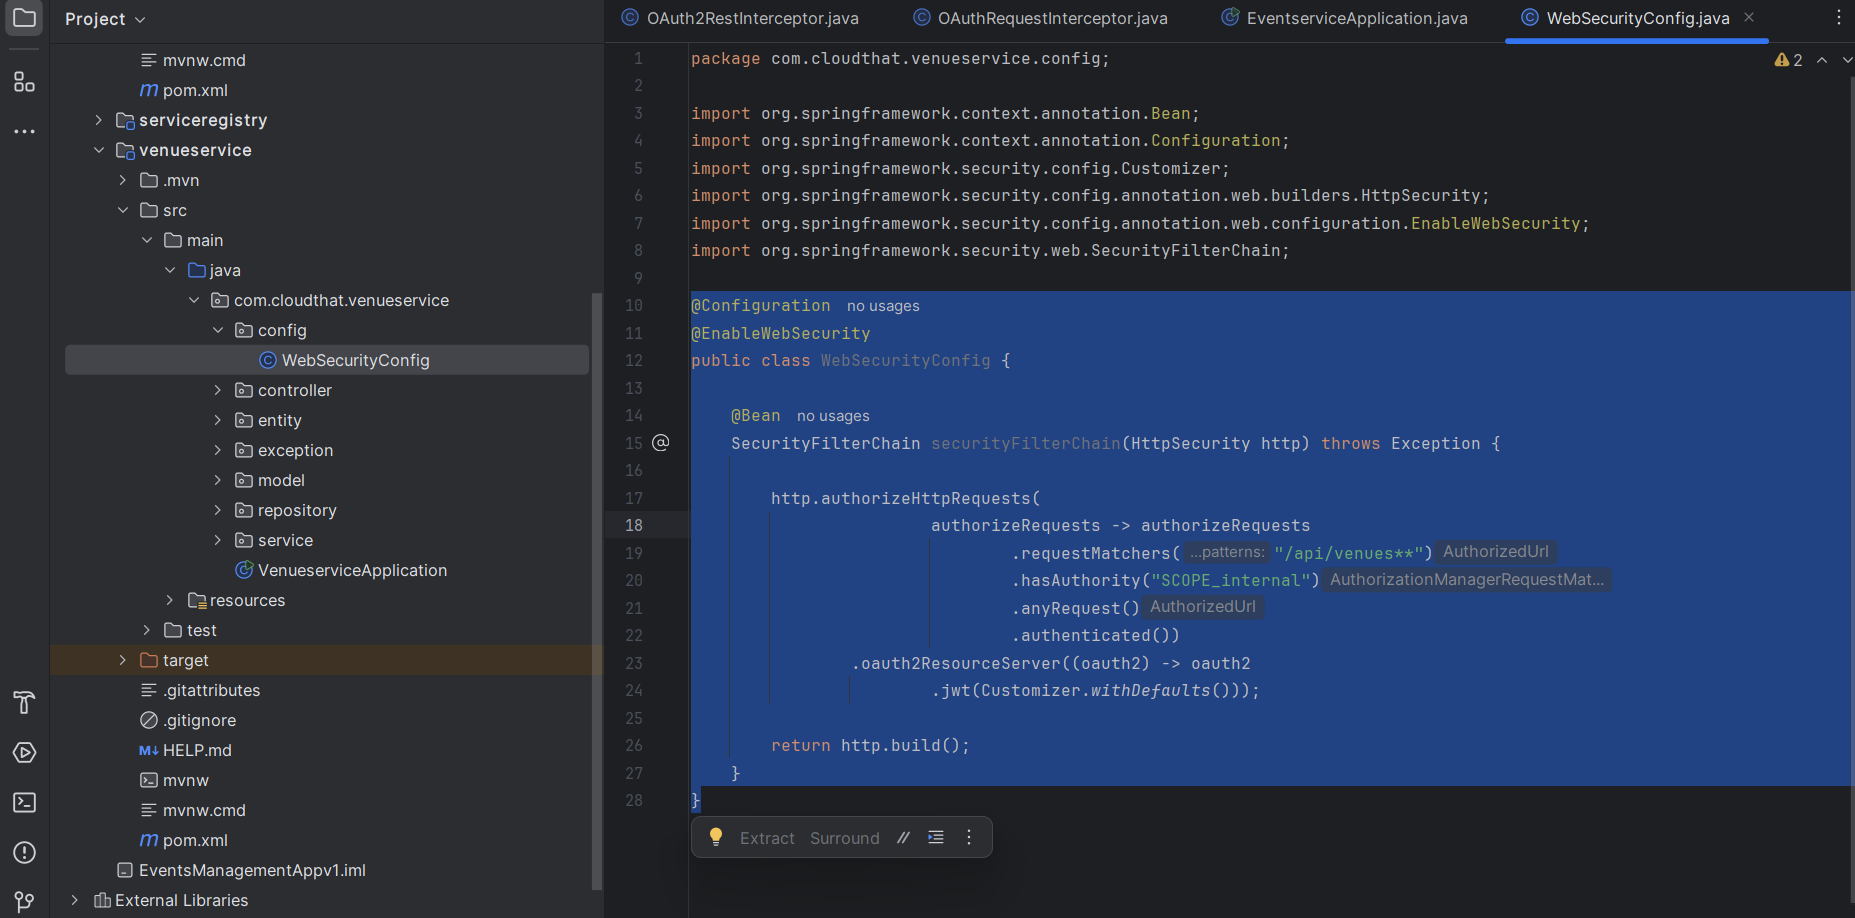 Project
mvnw.cmd
pom.xml
serviceregistry
venueservice
.mvn
src
main
java
com.cloudthat.venueservice
config
WebSecurityConfig
controller
entity
exception
model
repository
service
VenueserviceApplication
resources
test
target
.gitattributes
.gitignore
HELP.md
mvnw
mvnw.cmd
pom.xml
EventsManagementAppv1.iml
External Libraries
OAuth2RestInterceptor.java OAuthRequestInterceptor.java EventserviceApplication.java WebSecurityConfig.java
2
1 package com.cloudthat.venueservice.config;
2
3 import org.springframework.context.annotation.Bean;
4 import org.springframework.context.annotation.Configuration;
5 import org.springframework.security.config.Customizer;
6 import org.springframework.security.config.annotation.web.builders.HttpSecurity;
7 import org.springframework.security.config.annotation.web.configuration.EnableWebSecurity;
8 import org.springframework.security.web.SecurityFilterChain;
9
10 @Configuration no usages
11 @EnableWebSecurity
12 public class WebSecurityConfig {
13
14 @Bean no usages
15 SecurityFilterChain securityFilterChain(HttpSecurity http) throws Exception {
16
17 http.authorizeHttpRequests(
18 authorizeRequests -> authorizeRequests
19 .requestMatchers( ...patterns: "/api/venues**") AuthorizedUrl
20 .hasAuthority("SCOPE_internal") AuthorizationManagerRequestMat...
21 .anyRequest() AuthorizedUrl
22 .authenticated())
23 .oauth2ResourceServer((oauth2) -> oauth2
24 .jwt(Customizer.withDefaults()));
25
26 return http.build();
27 }
28 }
Extract Surround //